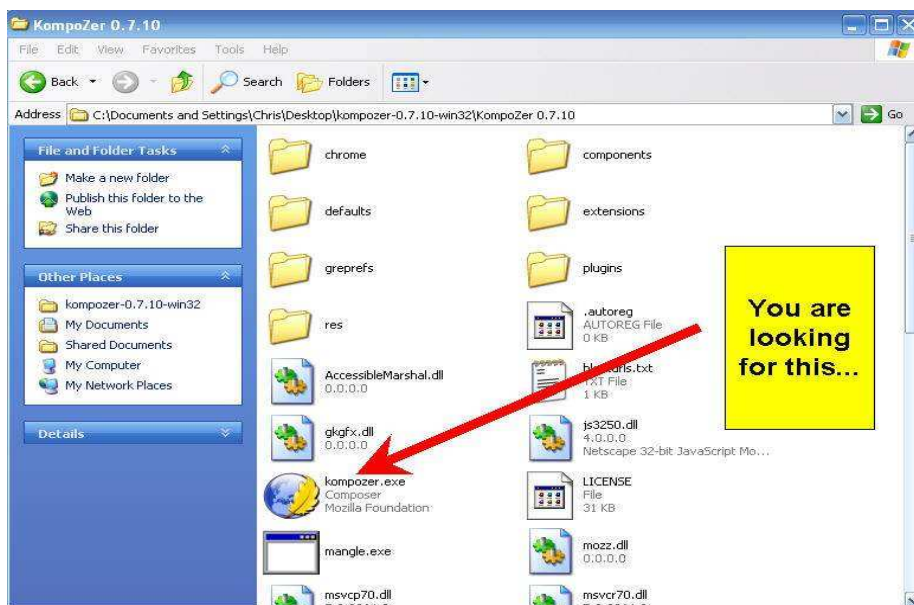 KompoZer 0.7.10
File Edit View Favorites Tools Help
Back Search Folders
Address C:\Documents and Settings\Chris\Desktop\kompozer-0.7.10-win32\KompoZer 0.7.10 Go
File and Folder Tasks
Make a new folder
Publish this folder to the
Web
Share this folder
Other Places
kompozer-0.7.10-win32
My Documents
Shared Documents
My Computer
My Network Places
Details
chrome
components
defaults
extensions
greprefs
plugins
res
.autoreg
AUTOREG File
0 KB
AccessibleMarshal.dll
0.0.0.0
TXT File
1 KB
gkgfx.dll
0.0.0.0
js3250.dll
4.0.0.0
Netscape 32-bit JavaScript Mo...
kompozer.exe
Composer
Mozilla Foundation
LICENSE
File
31 KB
mangle.exe
mozz.dll
0.0.0.0
msvcp70.dll
msvcr70.dll
You are
looking
for this...